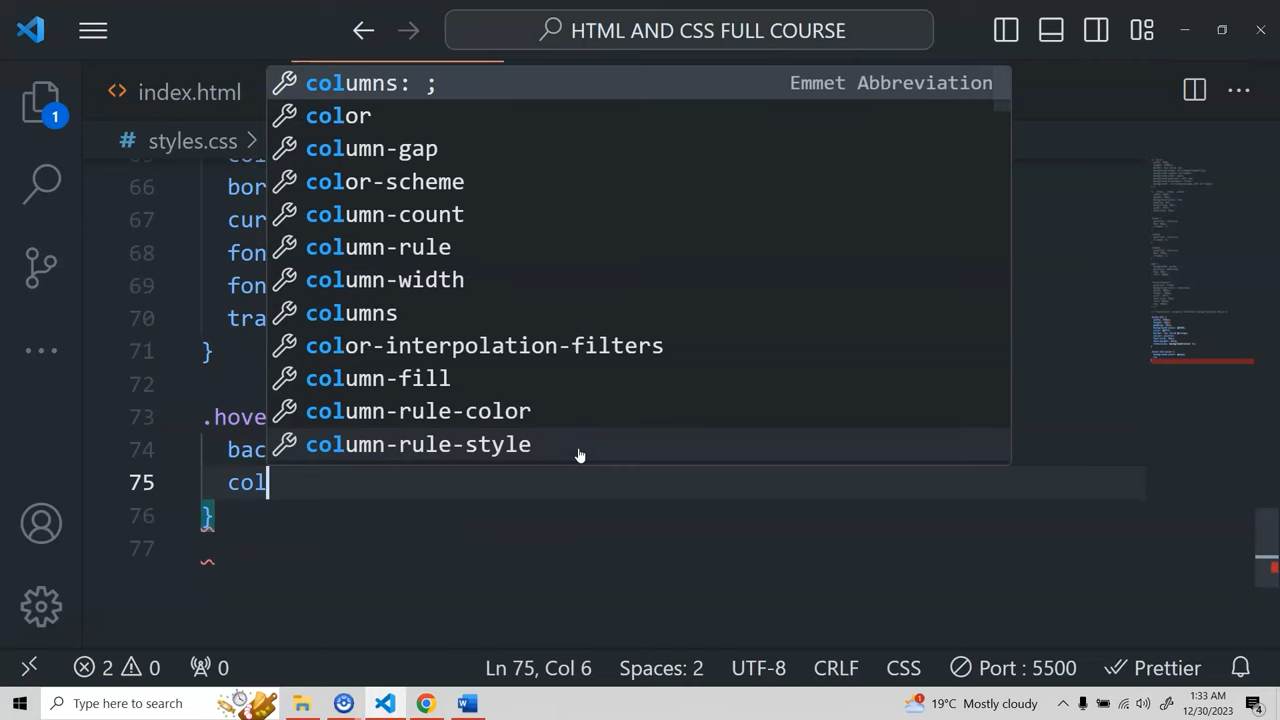 HTML AND CSS FULL COURSE
index.html
1
styles.css
columns: ; Emmet Abbreviation
color
column-gap
color-scheme
column-count
column-rule
column-width
columns
color-interpolation-filters
column-fill
column-rule-color
column-rule-style
66 bor
67 cur
68 fon
69 fon
70 tra
71 }
72
73 .hove
74 bac
75 col
76 }
77
2 0 0 Ln 75, Col 6 Spaces: 2 UTF-8 CRLF CSS Port : 5500 Prettier
Type here to search 19°C Mostly cloudy 1:33 AM
12/30/2023 4